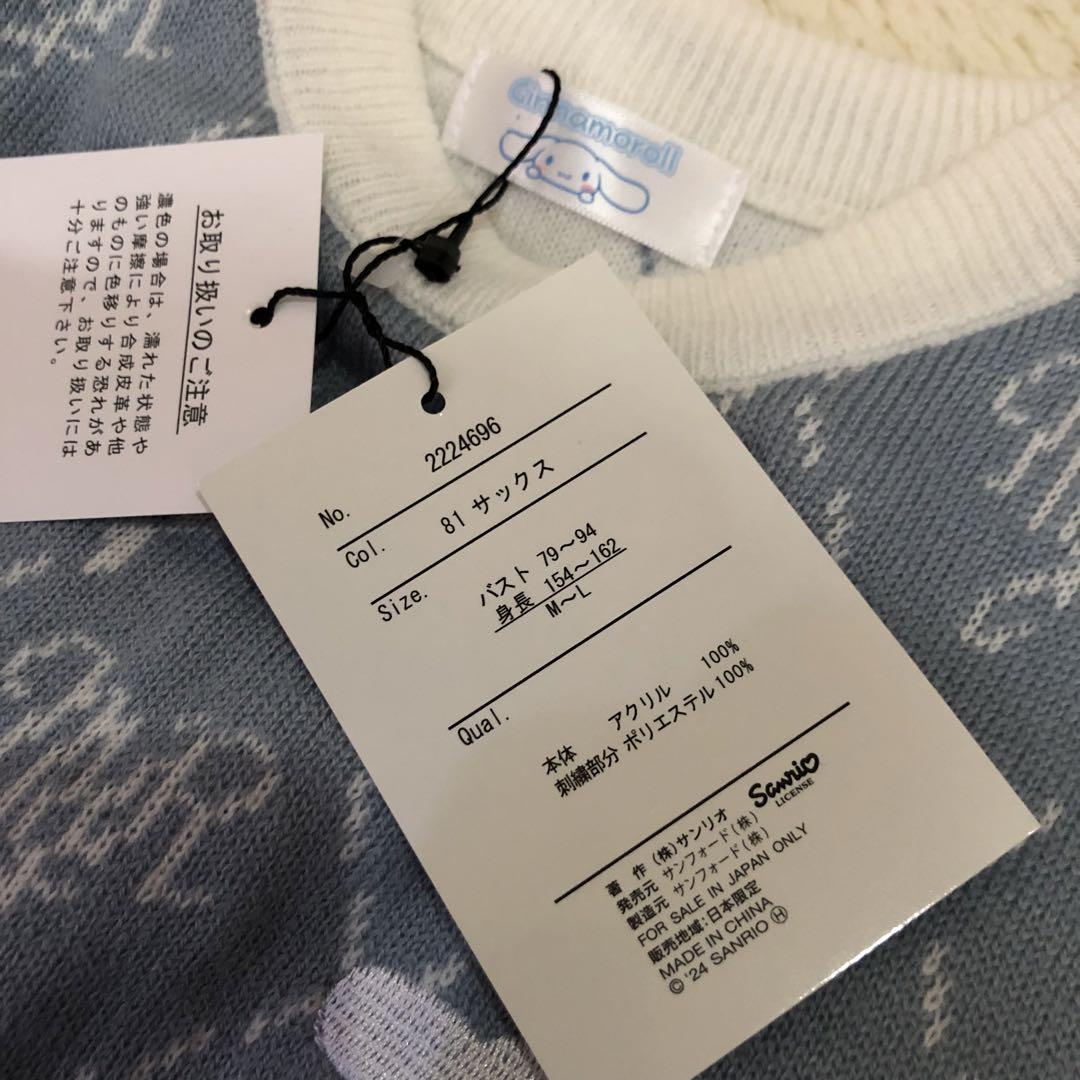 Cinnamoroll
お取り扱いのご注意
濃色の場合は、濡れた状態や
強い摩擦により合成皮革や他
のものに色移りする恐れがあ
りますので、お取り扱いには
十分ご注意下さい。
No. 2224696
Col. 81 サックス
Size. バスト 79～94
身長 154～162
M～L
Qual.
本体 アクリル 100%
刺繍部分 ポリエステル 100%
Sanrio
LICENSE
著 作 (株)サンリオ
発売元 サンフォード(株)
製造元 サンフォード(株)
FOR SALE IN JAPAN ONLY
販売地域:日本限定
MADE IN CHINA
© '24 SANRIO Ⓗ